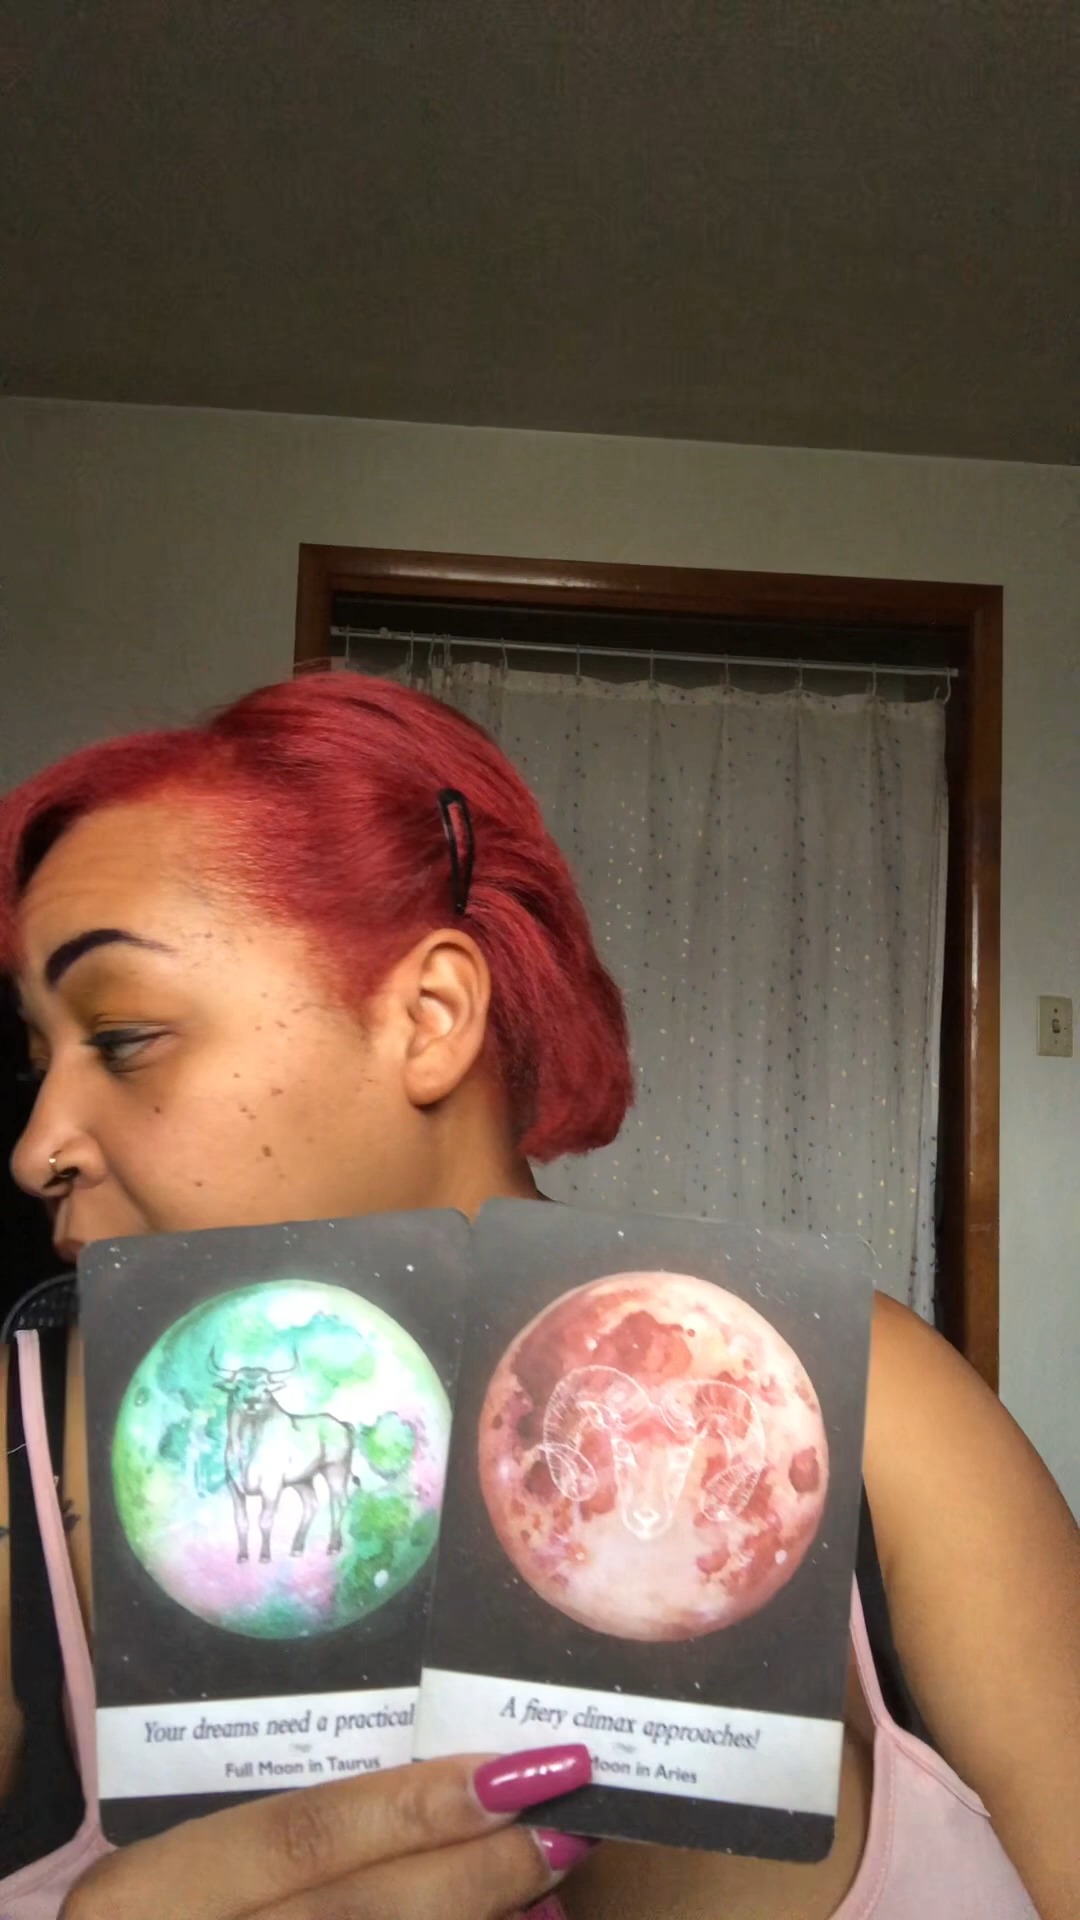 Your dreams need a practical
Full Moon in Taurus
A fiery climax approaches!
Moon in Aries